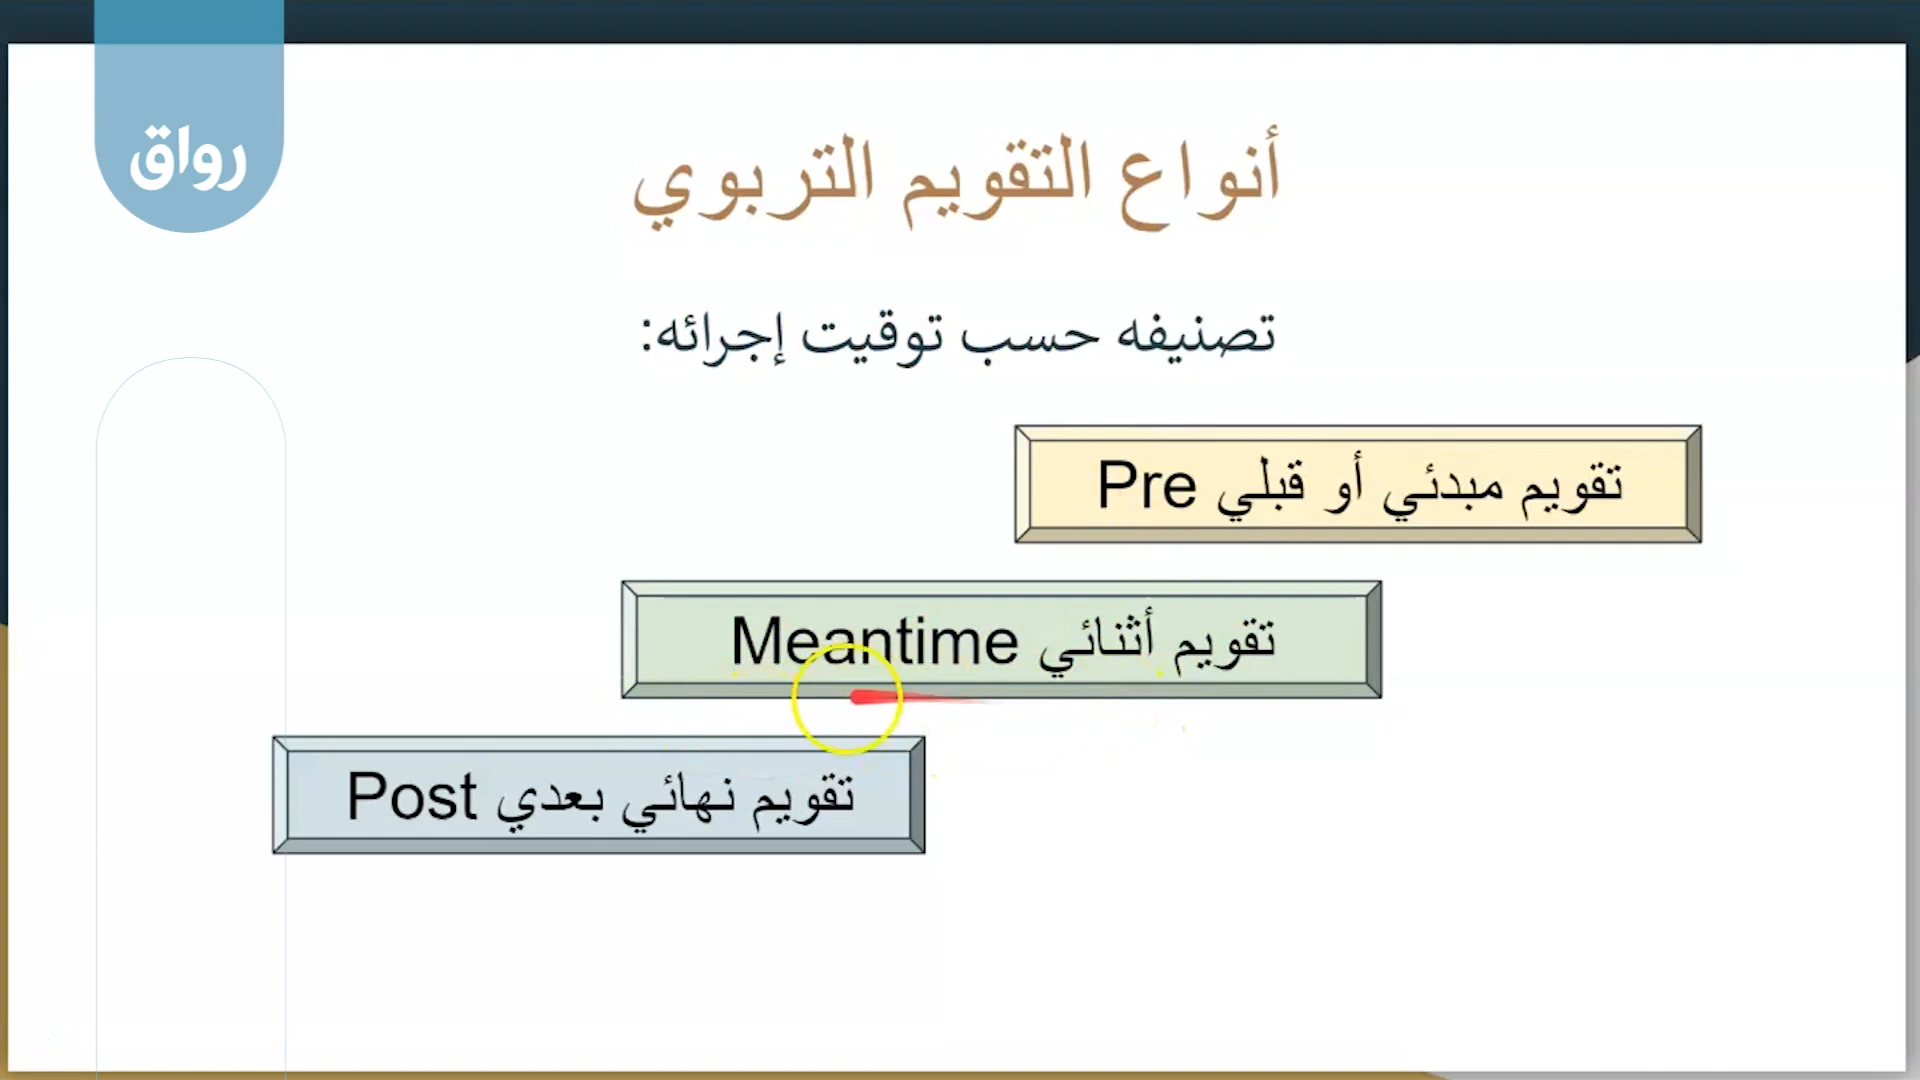 رواق
أنواع التقويم التربوي
تصنيفه حسب توقيت إجرائه:
تقويم مبدئي أو قبلي Pre
تقويم أثنائي Meantime
تقويم نهائي بعدي Post